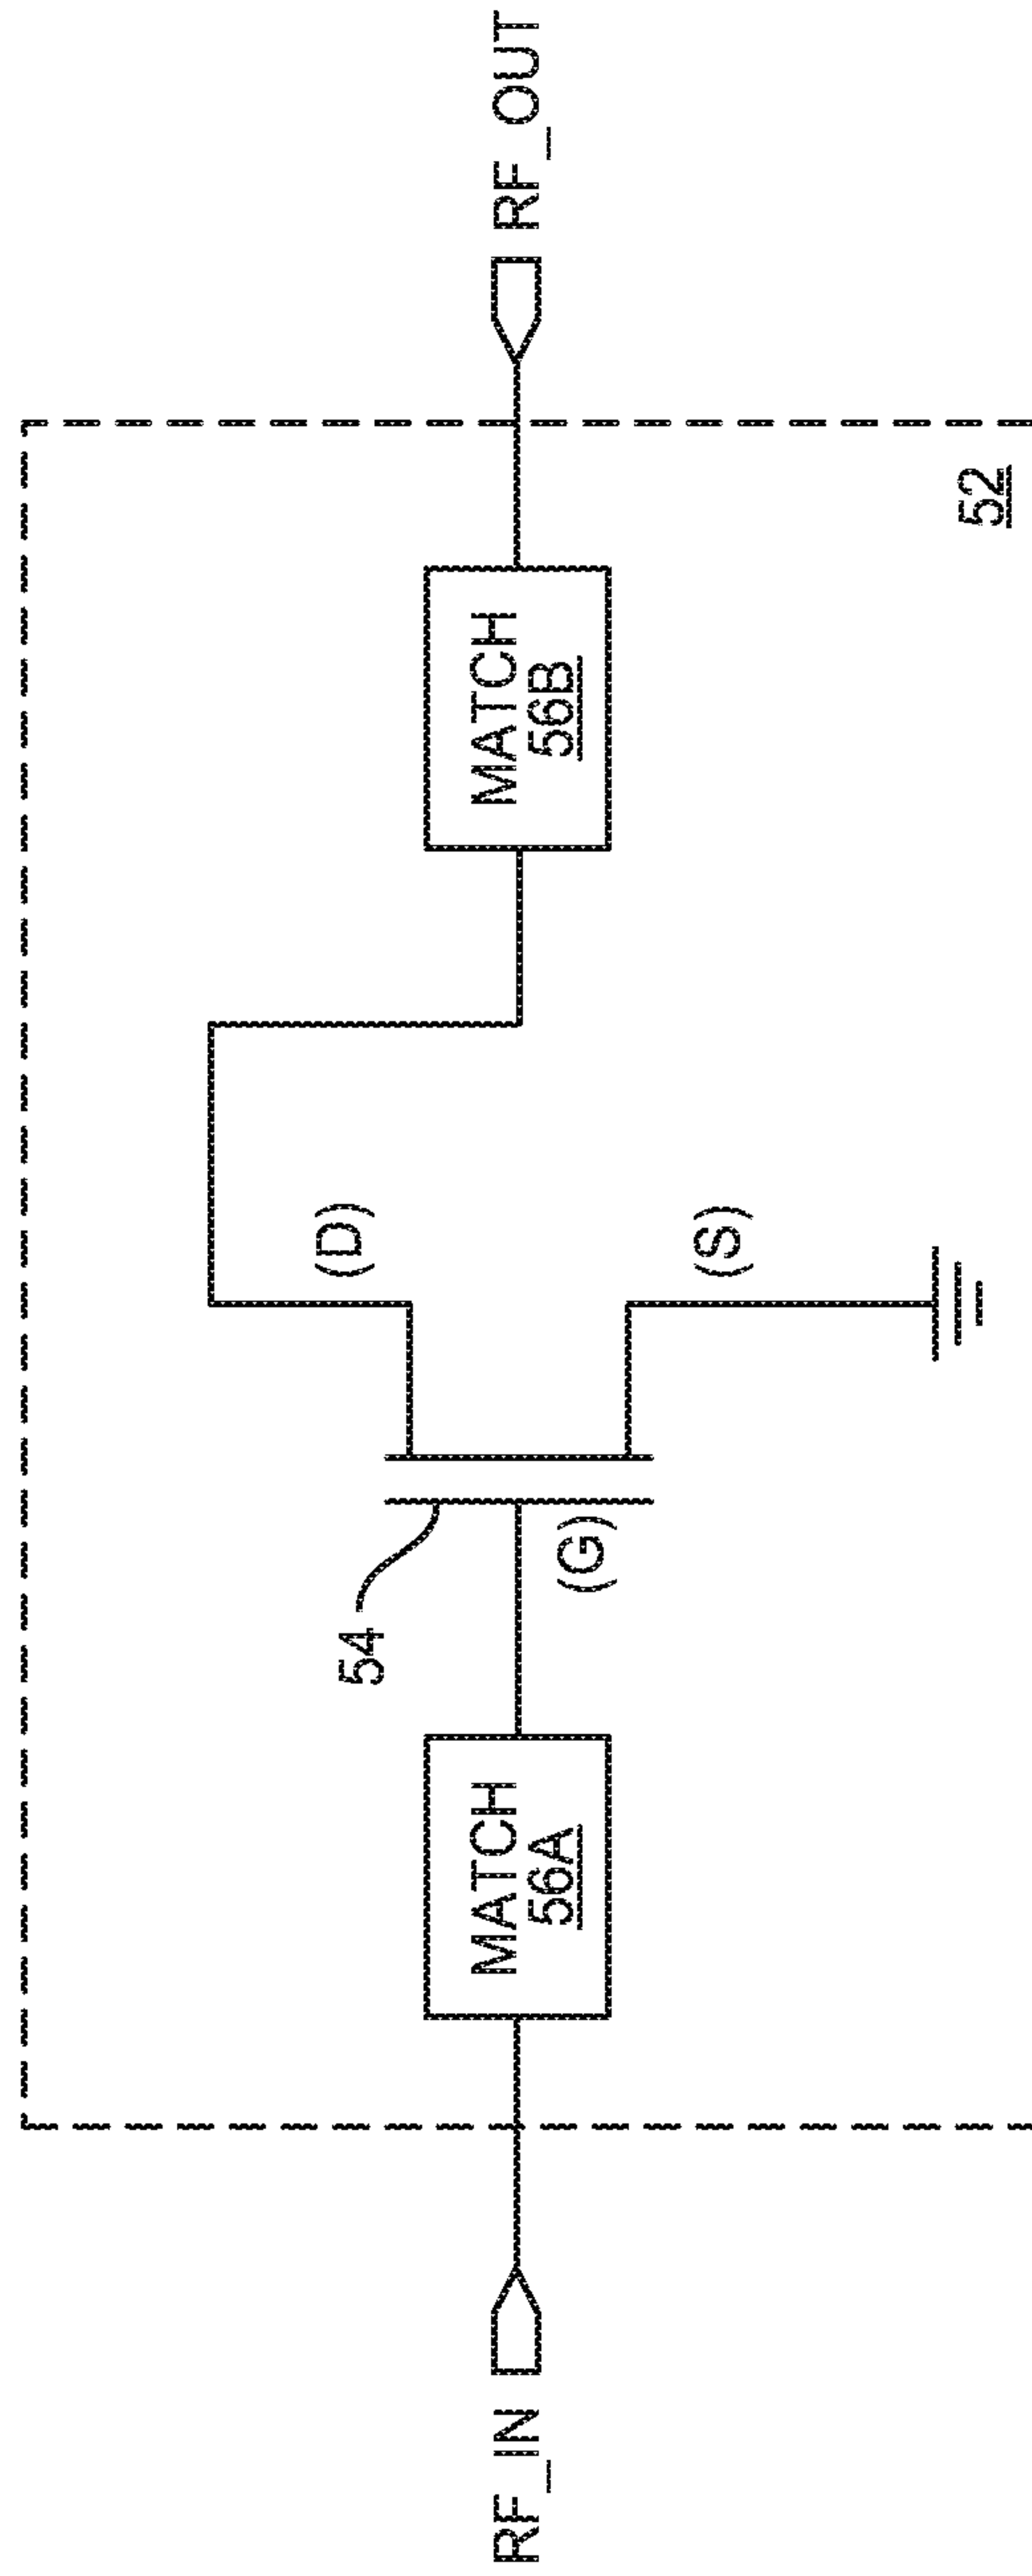 RF_IN
MATCH
56A
54
(G)
(D)
(S)
MATCH
56B
52
RF_OUT